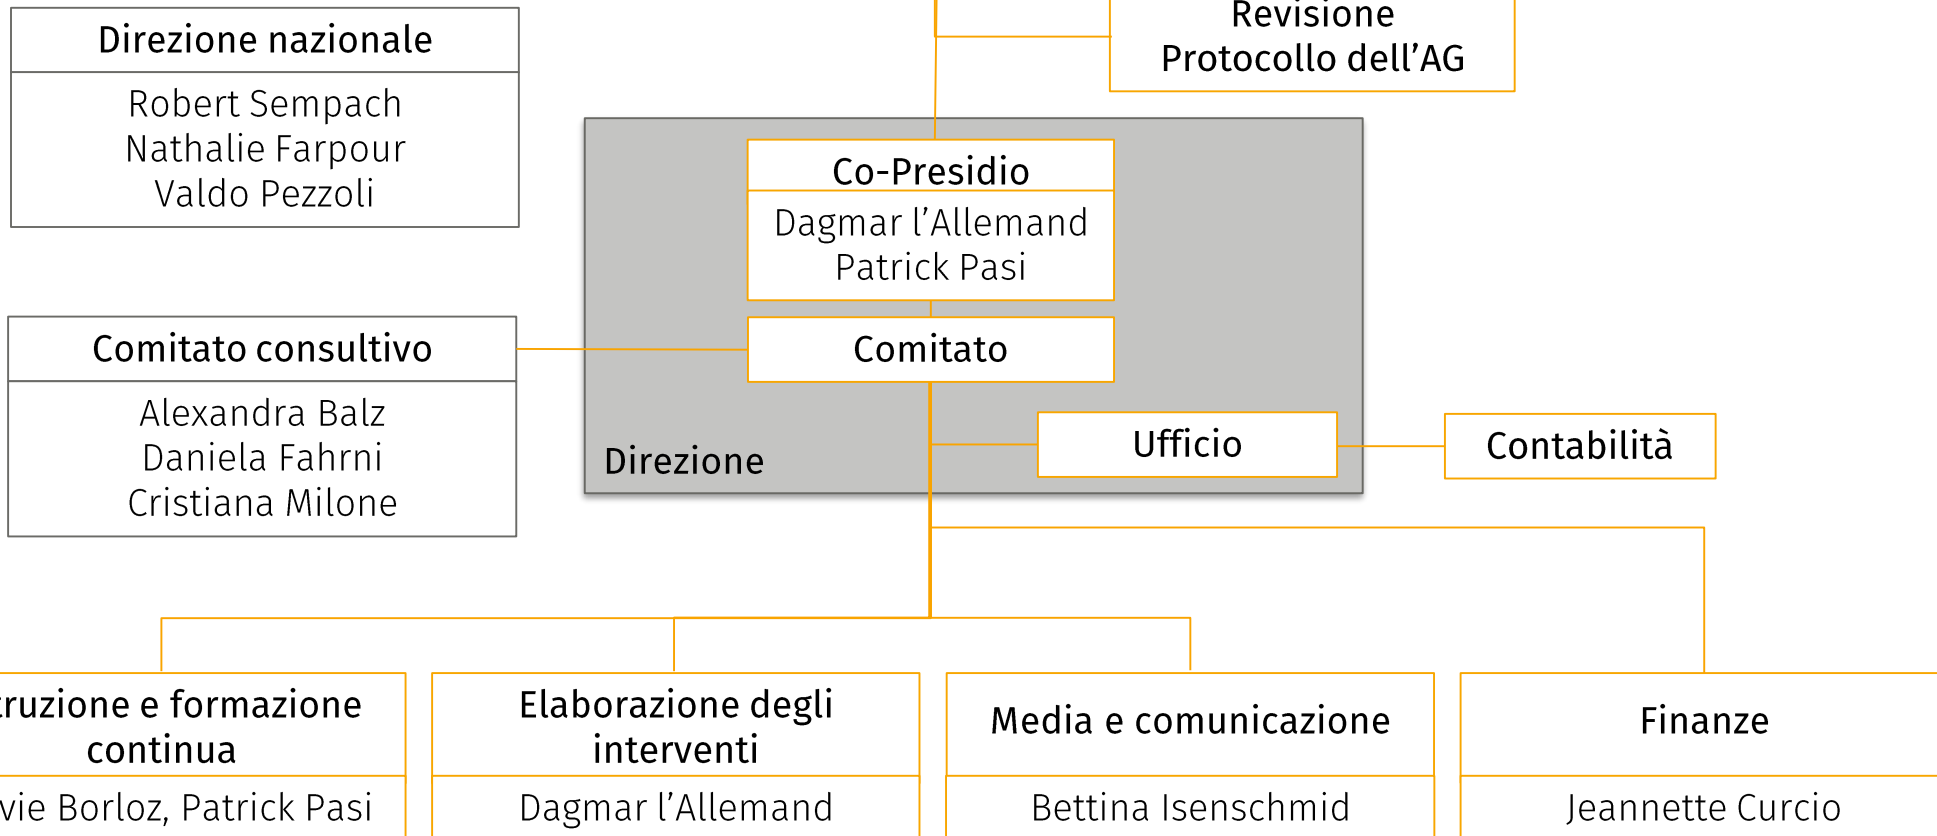 Revisione
Protocollo dell’AG
Direzione nazionale
Robert Sempach
Nathalie Farpour
Valdo Pezzoli
Co-Presidio
Dagmar l’Allemand
Patrick Pasi
Comitato consultivo
Alexandra Balz
Daniela Fahrni
Cristiana Milone
Comitato
Ufficio
Contabilità
Direzione
e formazione
continua
Borloz, Patrick Pasi
Elaborazione degli
interventi
Dagmar l’Allemand
Media e comunicazione
Bettina Isenschmid
Finanze
Jeannette Curcio